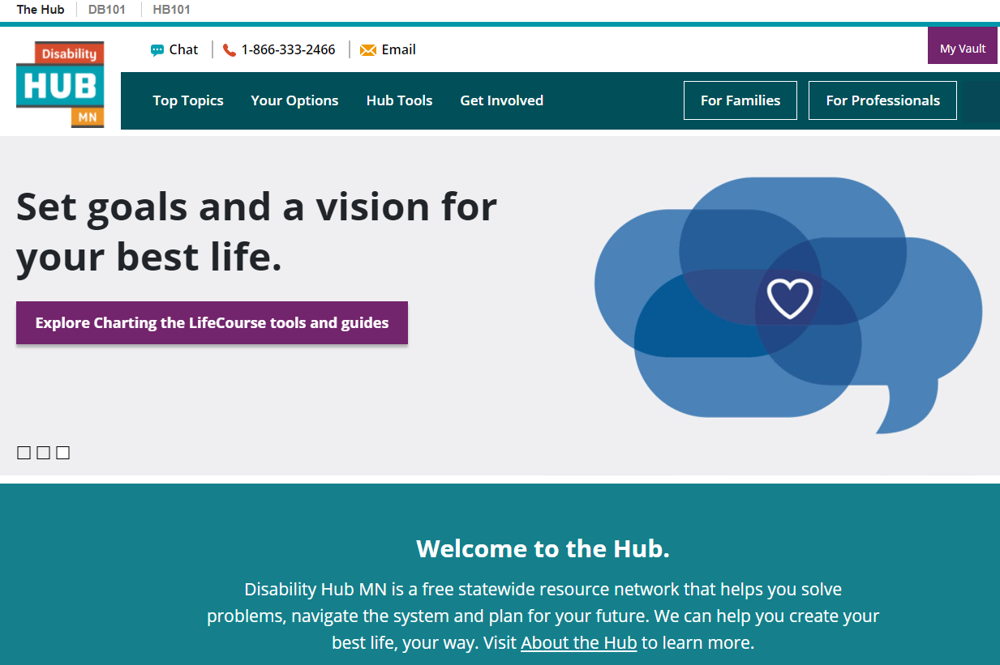 The Hub DB101 HB101
Disability
HUB
MN
Chat 1-866-333-2466 Email
My Vault
Top Topics Your Options Hub Tools Get Involved For Families For Professionals
Set goals and a vision for
your best life.
Explore Charting the LifeCourse tools and guides
Welcome to the Hub.
Disability Hub MN is a free statewide resource network that helps you solve
problems, navigate the system and plan for your future. We can help you create your
best life, your way. Visit About the Hub to learn more.